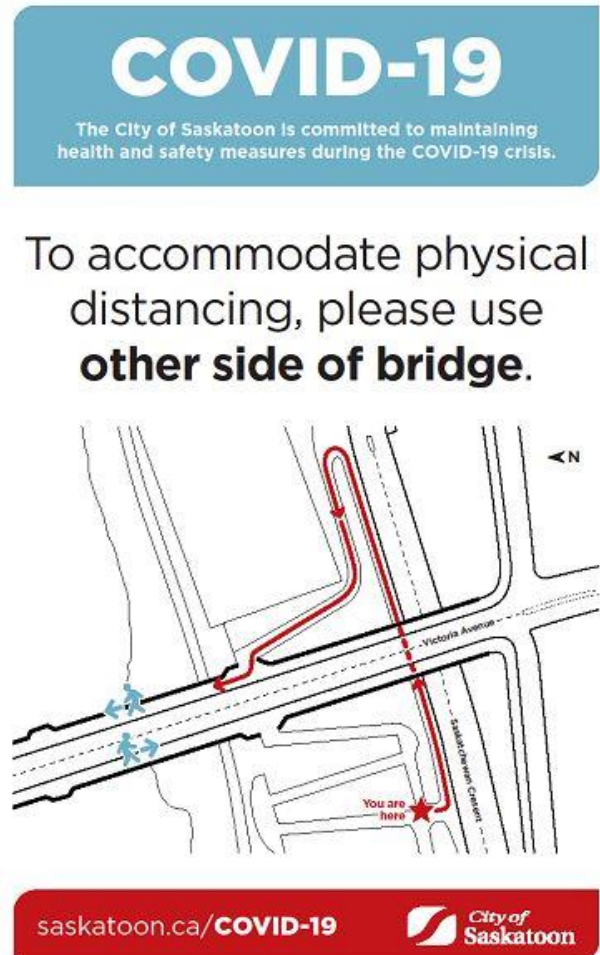 COVID-19
The City of Saskatoon is committed to maintaining
health and safety measures during the COVID-19 crisis.
To accommodate physical
distancing, please use
other side of bridge.
N
Victoria Avenue
Saskatchewan Cresent
You are
here
saskatoon.ca/COVID-19
City of
Saskatoon